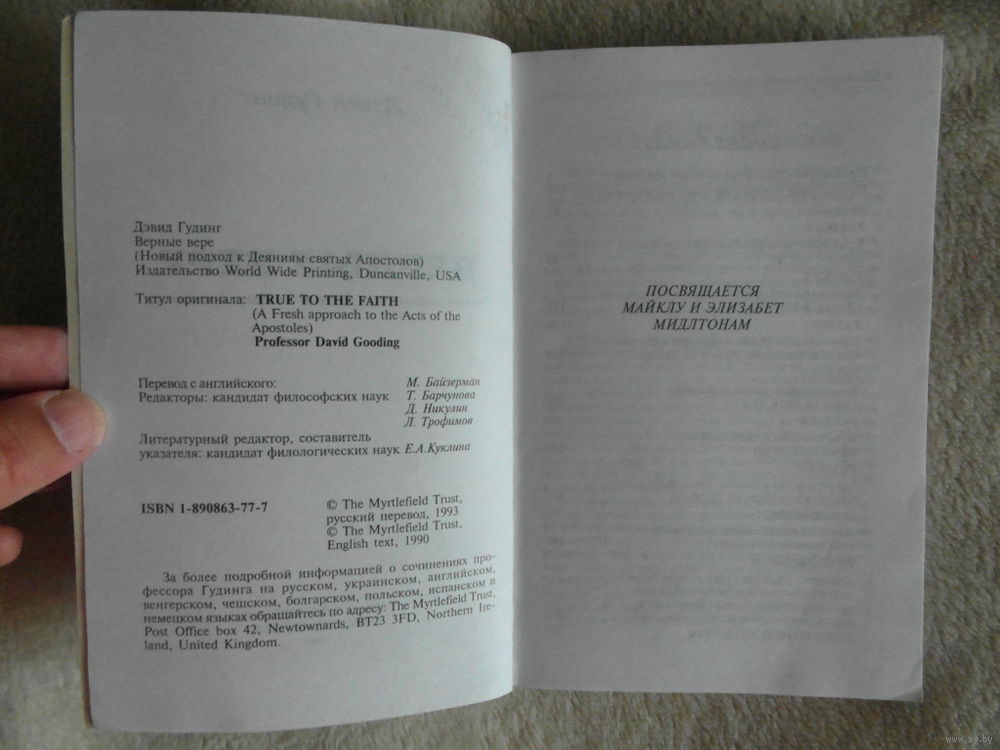 Дэвид Гудинг
Верные вере
(Новый подход к Деяниям святых Апостолов)
Издательство World Wide Printing, Duncanville, USA
Титул оригинала: TRUE TO THE FAITH
(A Fresh approach to the Acts of the
Apostoles)
Professor David Gooding
Перевод с английского: М. Байзерман
Редакторы: кандидат философских наук Т. Барчунова
Д. Никулин
Л. Трофимов
Литературный редактор, составитель
указателя: кандидат филологических наук Е.А.Куклина
ISBN 1-890863-77-7
© The Myrtlefield Trust,
русский перевод, 1993
© The Myrtlefield Trust,
English text, 1990
За более подробной информацией о сочинениях про-
фессора Гудинга на русском, украинском, английском,
венгерском, чешском, болгарском, польском, испанском и
немецком языках обращайтесь по адресу: The Myrtlefield Trust,
Post Office box 42, Newtownards, BT23 3FD, Northern Ire-
land, United Kingdom.
ПОСВЯЩАЕТСЯ
МАЙКЛУ И ЭЛИЗАБЕТ
МИДЛТОНАМ
www.ay.by